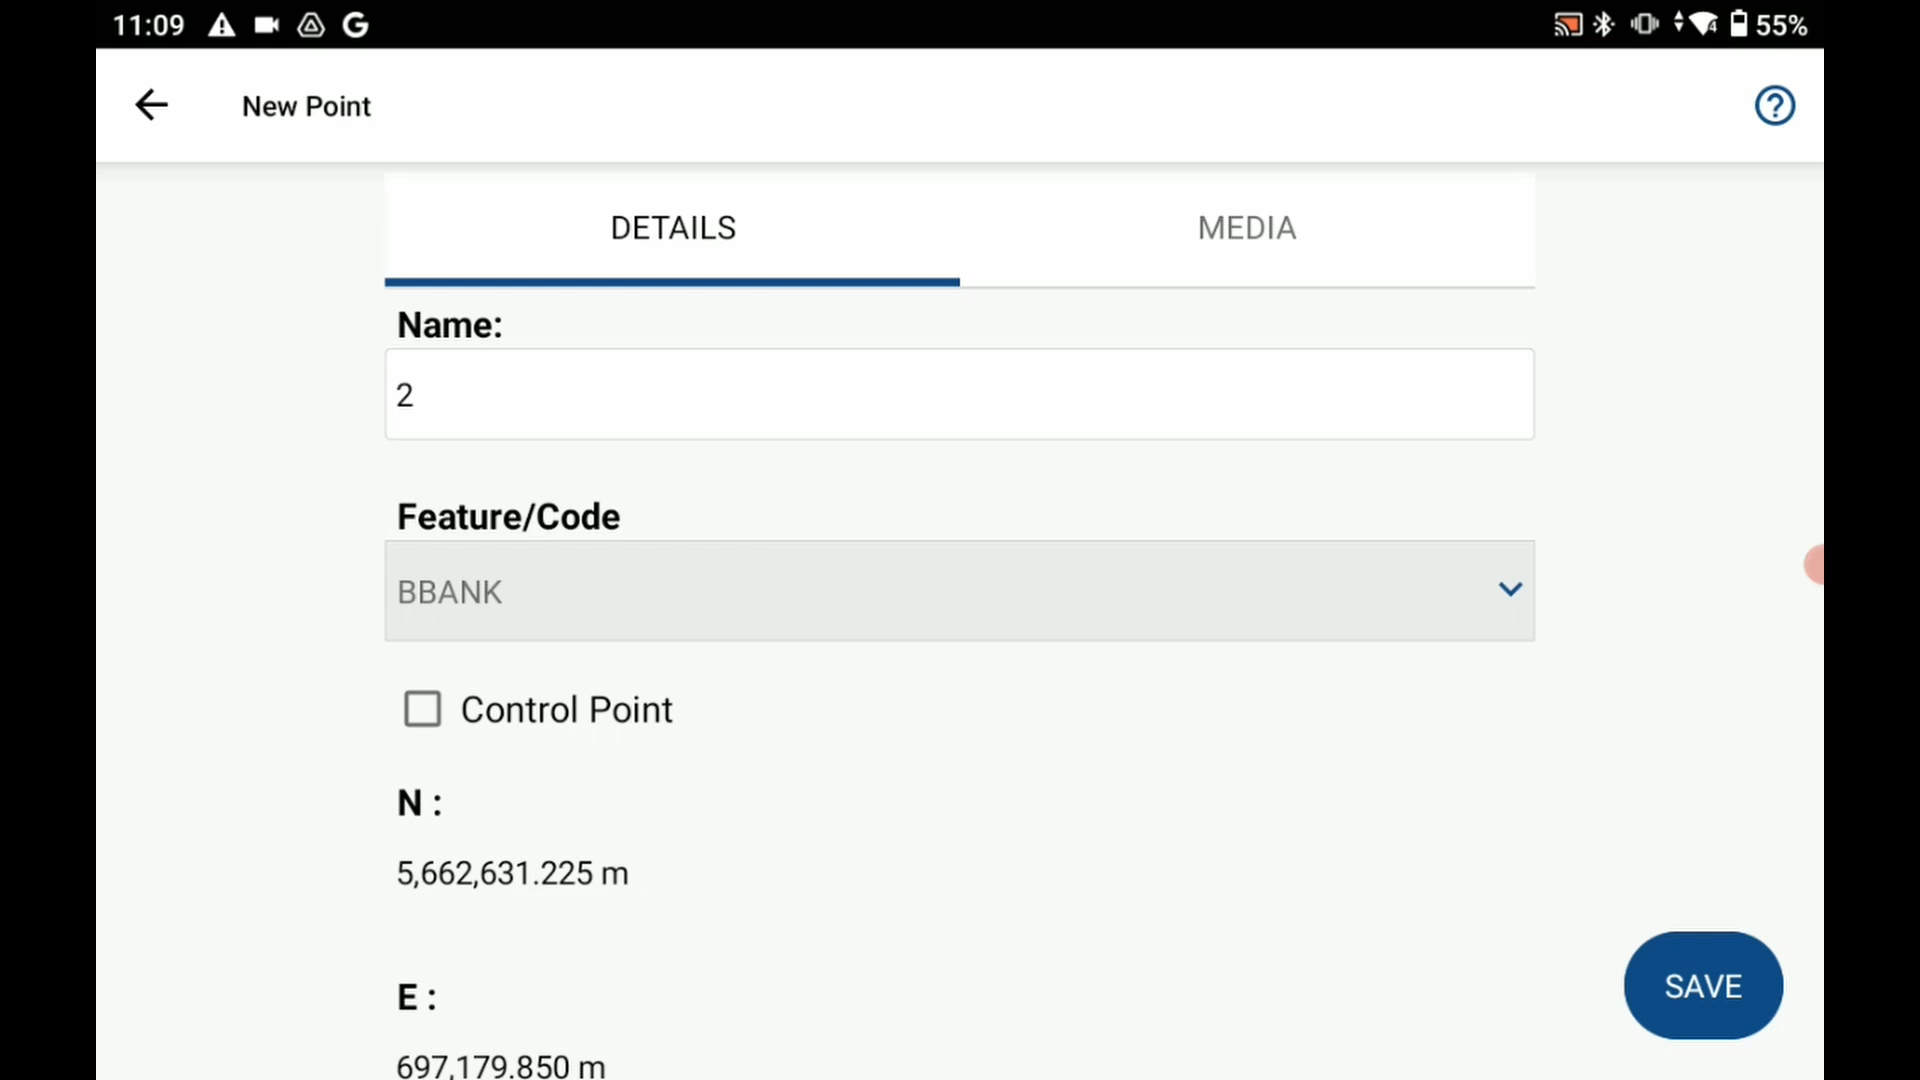 11:09
55%
New Point
DETAILS
MEDIA
Name:
2
Feature/Code
BBANK
Control Point
N :
5,662,631.225 m
E :
697,179.850 m
SAVE